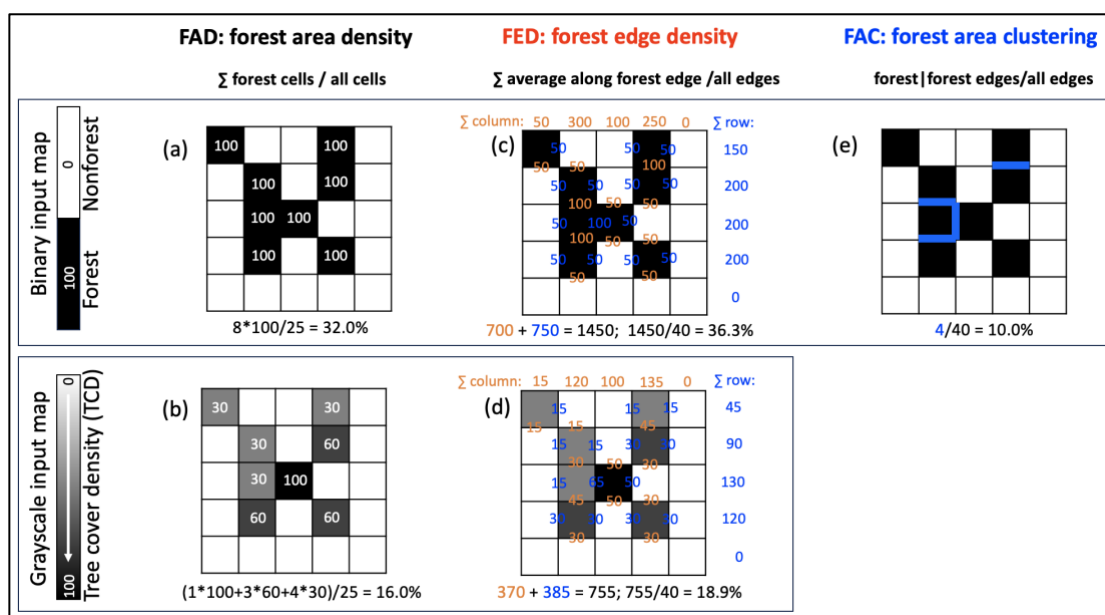 FAD: forest area density
FED: forest edge density
FAC: forest area clustering
∑ forest cells / all cells
∑ average along forest edge /all edges
forest|forest edges/all edges
Binary input map
0
Nonforest
100
Forest
(a)
100 100
100 100
100 100
100 100
8*100/25 = 32.0%
(c)
∑ column: 50 300 100 250 0 ∑ row:
50 50 50 150
50 100
50 50 50 50 50 200
100 50 50
50 100 50 200
100 50 50
50 50 50 50 200
50 50
0
700 + 750 = 1450; 1450/40 = 36.3%
(e)
4/40 = 10.0%
Grayscale input map
0
Tree cover density (TCD)
100
(b)
30 30
30 60
30 100
60 60
(1*100+3*60+4*30)/25 = 16.0%
(d)
∑ column: 15 120 100 135 0 ∑ row:
15 15 15 45
15 15 45
15 15 30 30 90
30 50 30
15 65 50 130
45 50 30
30 30 30 30 120
30 30
0
370 + 385 = 755; 755/40 = 18.9%